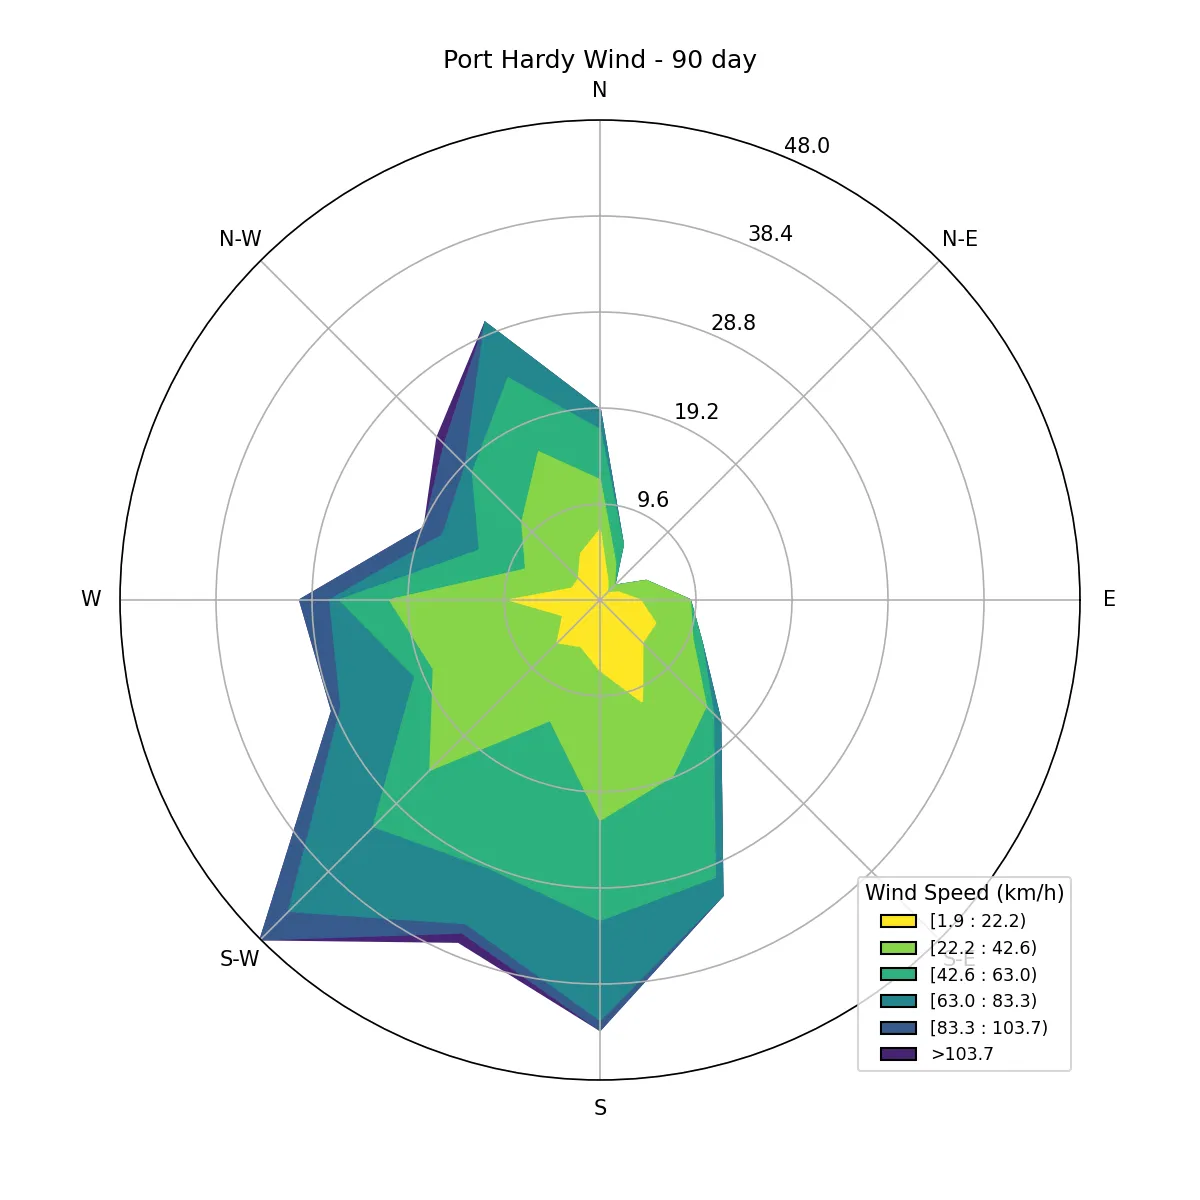 Port Hardy Wind - 90 day
N
48.0
38.4
N-W
N-E
28.8
19.2
9.6
W
E
S-W
S-E
S
Wind Speed (km/h)
[1.9 : 22.2)
[22.2 : 42.6)
[42.6 : 63.0)
[63.0 : 83.3)
[83.3 : 103.7)
>103.7